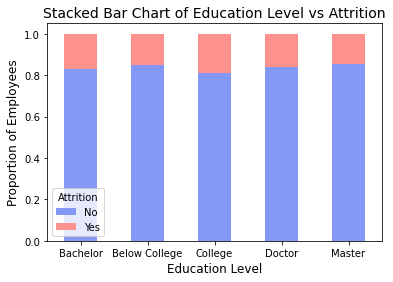 Stacked Bar Chart of Education Level vs Attrition
Proportion of Employees
1.0
0.8
0.6
0.4
0.2
0.0
Attrition
No
Yes
Bachelor Below College College Doctor Master
Education Level